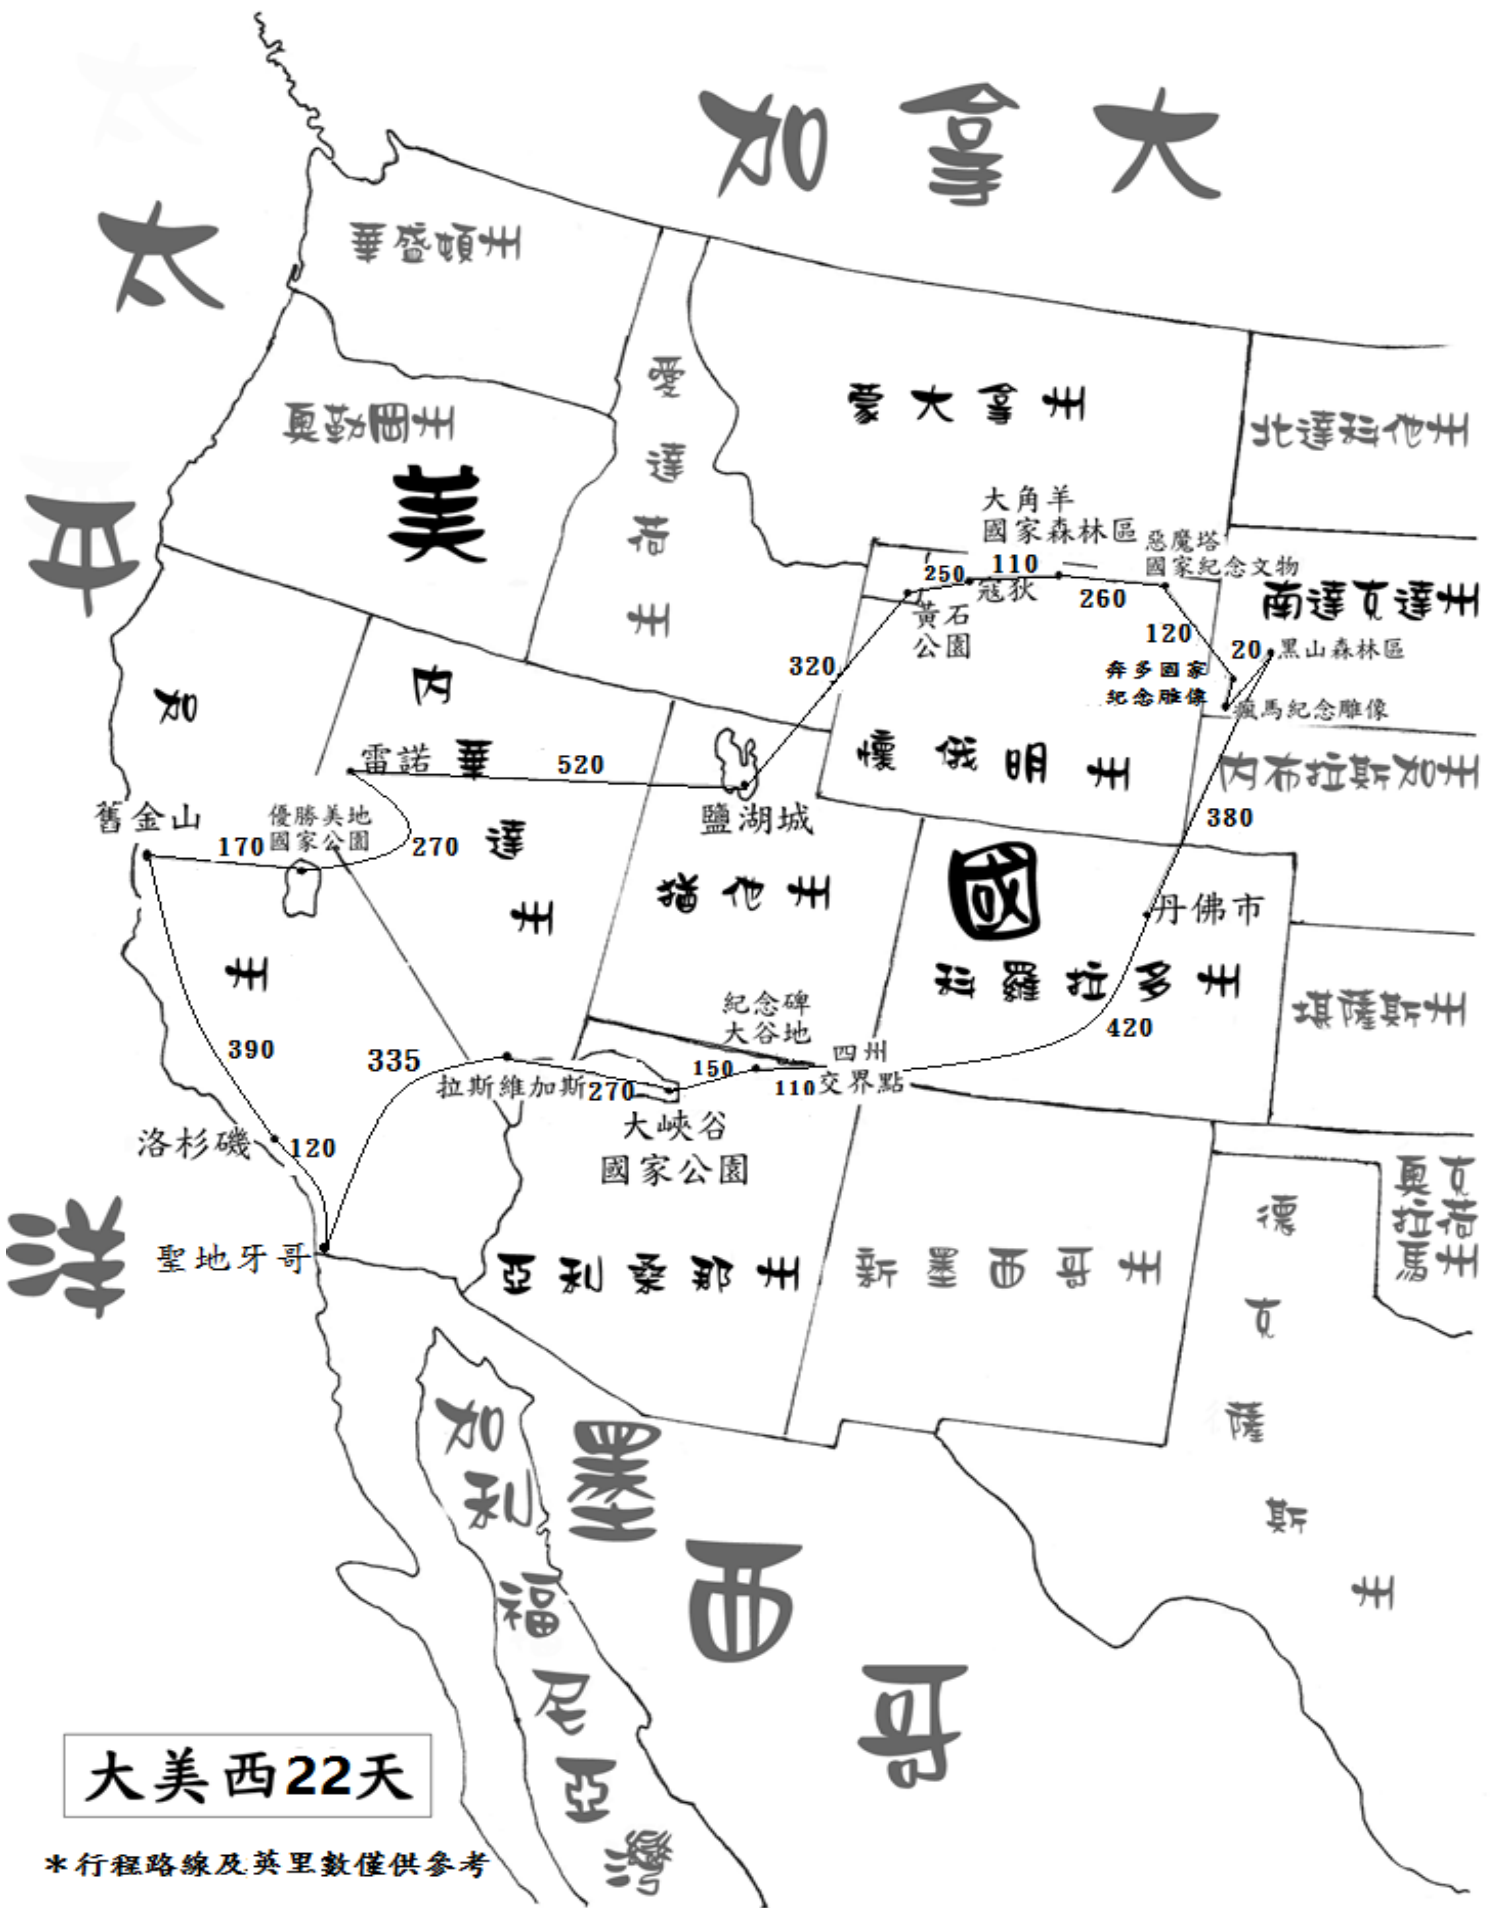 加拿大
太平洋
華盛頓州
奧勒岡州
愛達荷州
蒙大拿州
北達科他州
美國
大角羊
國家森林區
惡魔塔
國家紀念文物
南達克達州
250
110
寇狄
260
黃石
公園
120
20
黑山森林區
奔多國家
紀念雕像
瘋馬紀念雕像
320
加州
內華達州
雷諾
520
懷俄明州
內布拉斯加州
舊金山
優勝美地
國家公園
170
270
鹽湖城
380
猶他州
丹佛市
科羅拉多州
堪薩斯州
紀念碑
大谷地
四州
交界點
420
390
335
拉斯維加斯
270
150
110
大峽谷
國家公園
洛杉磯
120
聖地牙哥
亞利桑那州
新墨西哥州
德克薩斯州
奧克拉荷馬州
加利福尼亞灣
墨西哥
大美西22天
*行程路線及英里數僅供參考